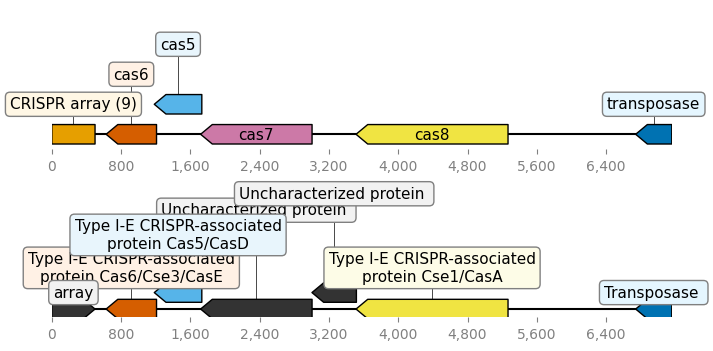 cas5
cas6
CRISPR array (9)
transposase
cas7
cas8
0
800
1,600
2,400
3,200
4,000
4,800
5,600
6,400
Uncharacterized protein
Uncharacterized protein
Type I-E CRISPR-associated
protein Cas5/CasD
Type I-E CRISPR-associated
protein Cas6/Cse3/CasE
Type I-E CRISPR-associated
protein Cse1/CasA
array
Transposase
0
800
1,600
2,400
3,200
4,000
4,800
5,600
6,400